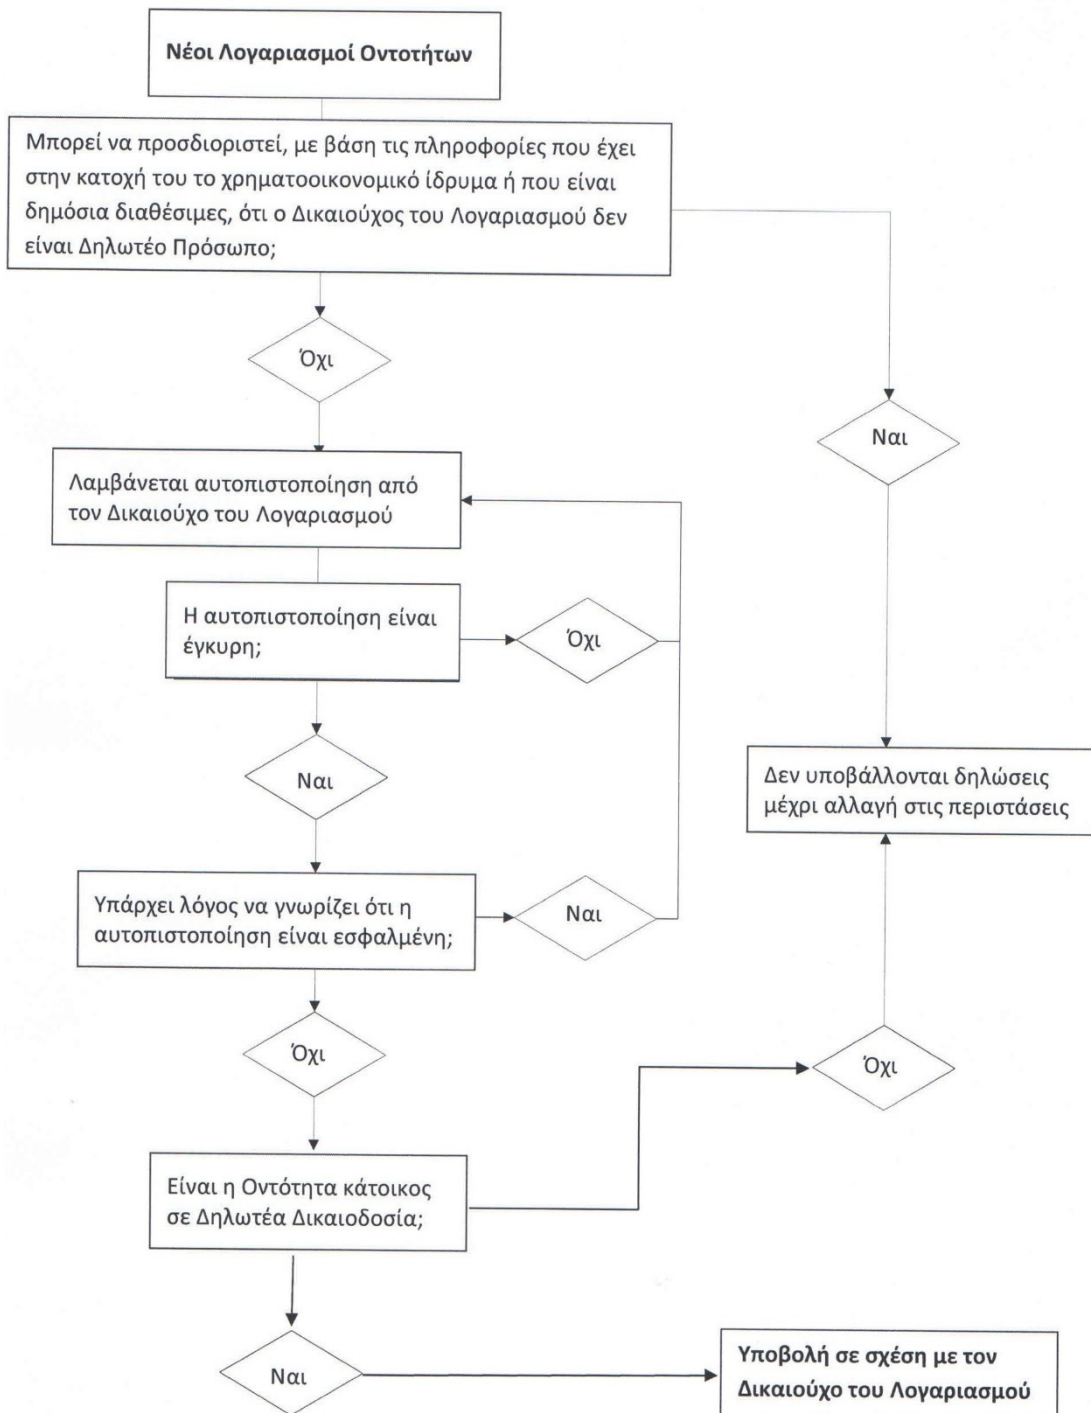 Νέοι Λογαριασμοί Οντοτήτων
Μπορεί να προσδιοριστεί, με βάση τις πληροφορίες που έχει
στην κατοχή του το χρηματοοικονομικό ίδρυμα ή που είναι
δημόσια διαθέσιμες, ότι ο Δικαιούχος του Λογαριασμού δεν
είναι Δηλωτέο Πρόσωπο;
Όχι
Ναι
Λαμβάνεται αυτοπιστοποίηση από
τον Δικαιούχο του Λογαριασμού
Η αυτοπιστοποίηση είναι
έγκυρη;
Όχι
Ναι
Δεν υποβάλλονται δηλώσεις
μέχρι αλλαγή στις περιστάσεις
Υπάρχει λόγος να γνωρίζει ότι η
αυτοπιστοποίηση είναι εσφαλμένη;
Ναι
Όχι
Όχι
Είναι η Οντότητα κάτοικος
σε Δηλωτέα Δικαιοδοσία;
Ναι
Υποβολή σε σχέση με τον
Δικαιούχο του Λογαριασμού